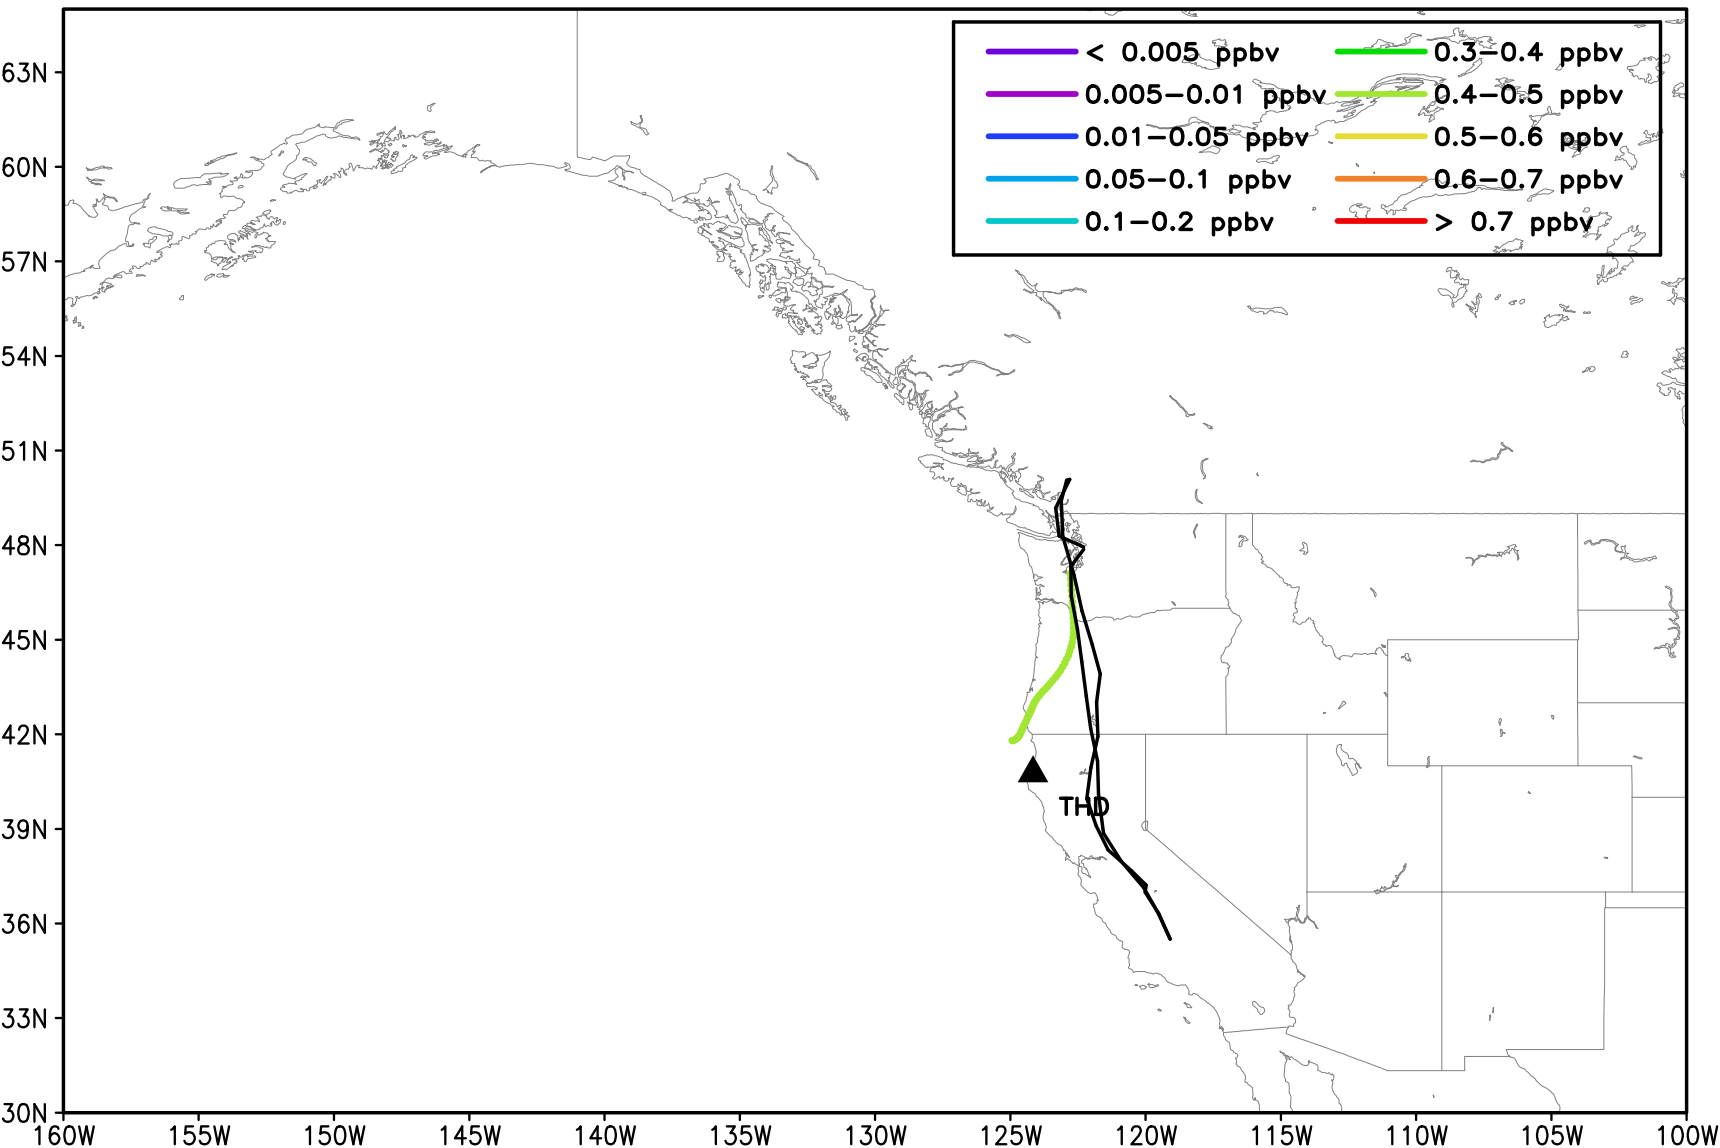 < 0.005 ppbv
0.3-0.4 ppbv
0.005-0.01 ppbv
0.4-0.5 ppbv
0.01-0.05 ppbv
0.5-0.6 ppbv
0.05-0.1 ppbv
0.6-0.7 ppbv
0.1-0.2 ppbv
> 0.7 ppbv
63N
60N
57N
54N
51N
48N
45N
42N
39N
36N
33N
30N
THD
160W 155W 150W 145W 140W 135W 130W 125W 120W 115W 110W 105W 100W